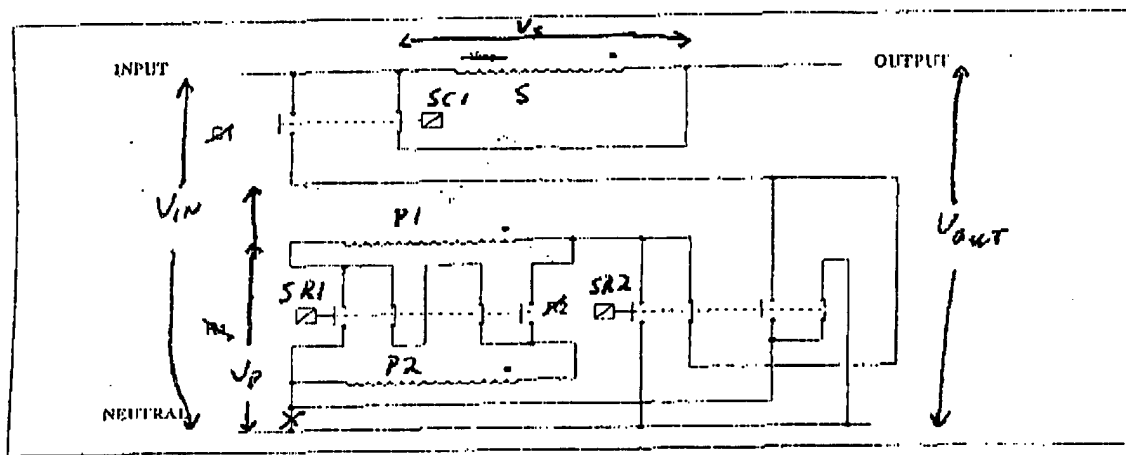 Vs
INPUT
OUTPUT
SC1
S
VIN
P1
VOUT
SR1
SR2
P2
VP
NEUTRAL